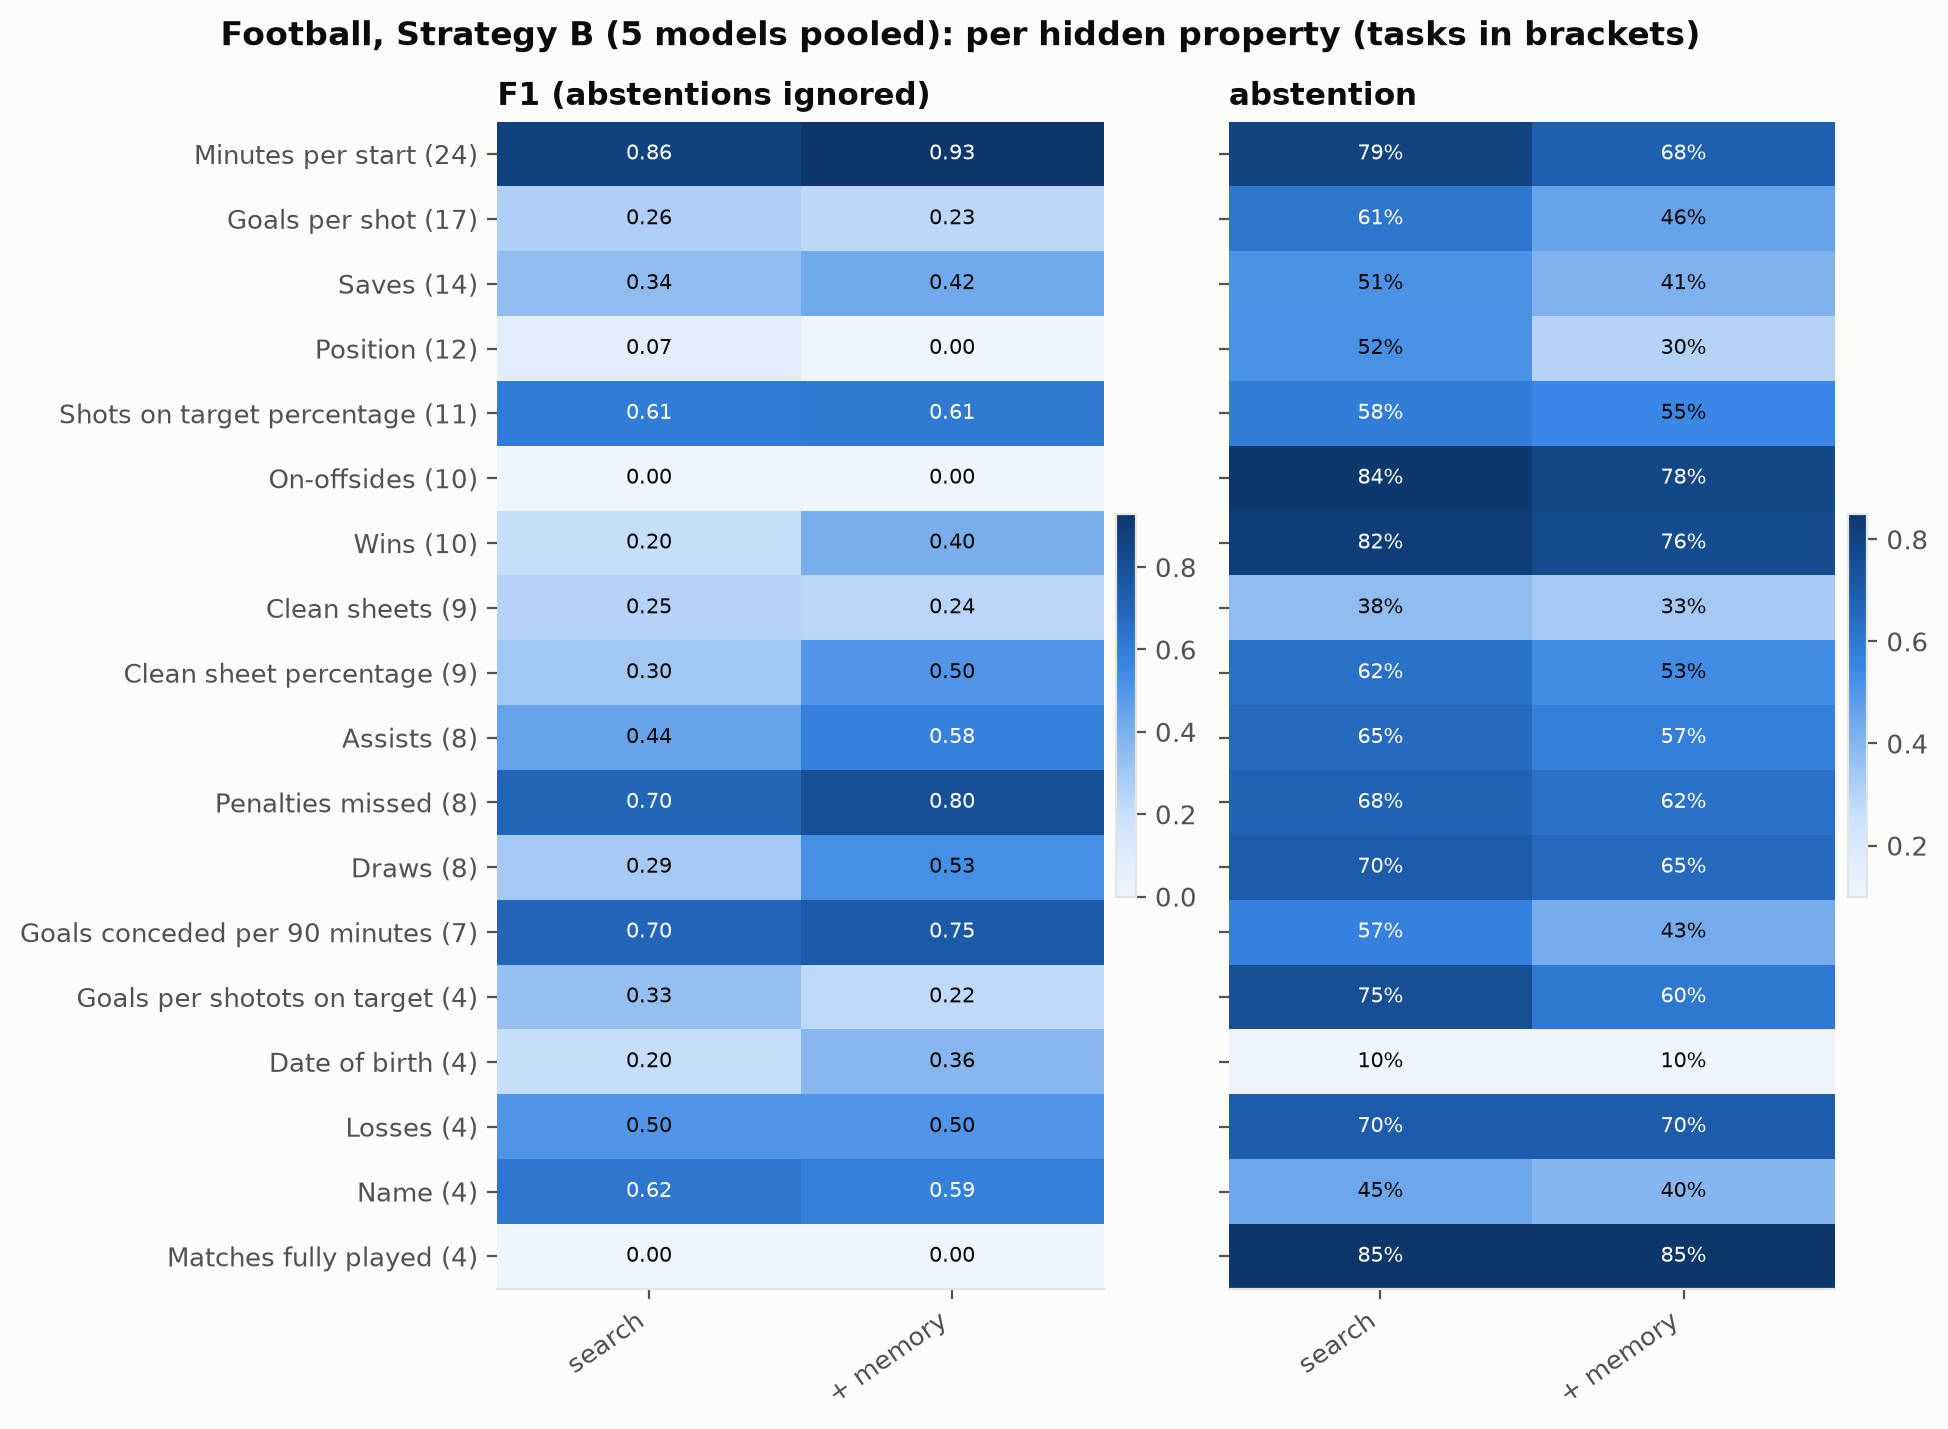 Football, Strategy B (5 models pooled): per hidden property (tasks in brackets)
F1 (abstentions ignored)
abstention
Minutes per start (24) 0.86 0.93 79% 68%
Goals per shot (17) 0.26 0.23 61% 46%
Saves (14) 0.34 0.42 51% 41%
Position (12) 0.07 0.00 52% 30%
Shots on target percentage (11) 0.61 0.61 58% 55%
On-offsides (10) 0.00 0.00 84% 78%
Wins (10) 0.20 0.40 82% 76%
Clean sheets (9) 0.25 0.24 38% 33%
Clean sheet percentage (9) 0.30 0.50 62% 53%
Assists (8) 0.44 0.58 65% 57%
Penalties missed (8) 0.70 0.80 68% 62%
Draws (8) 0.29 0.53 70% 65%
Goals conceded per 90 minutes (7) 0.70 0.75 57% 43%
Goals per shotots on target (4) 0.33 0.22 75% 60%
Date of birth (4) 0.20 0.36 10% 10%
Losses (4) 0.50 0.50 70% 70%
Name (4) 0.62 0.59 45% 40%
Matches fully played (4) 0.00 0.00 85% 85%
0.8
0.6
0.4
0.2
0.0
0.8
0.6
0.4
0.2
search
+ memory
search
+ memory